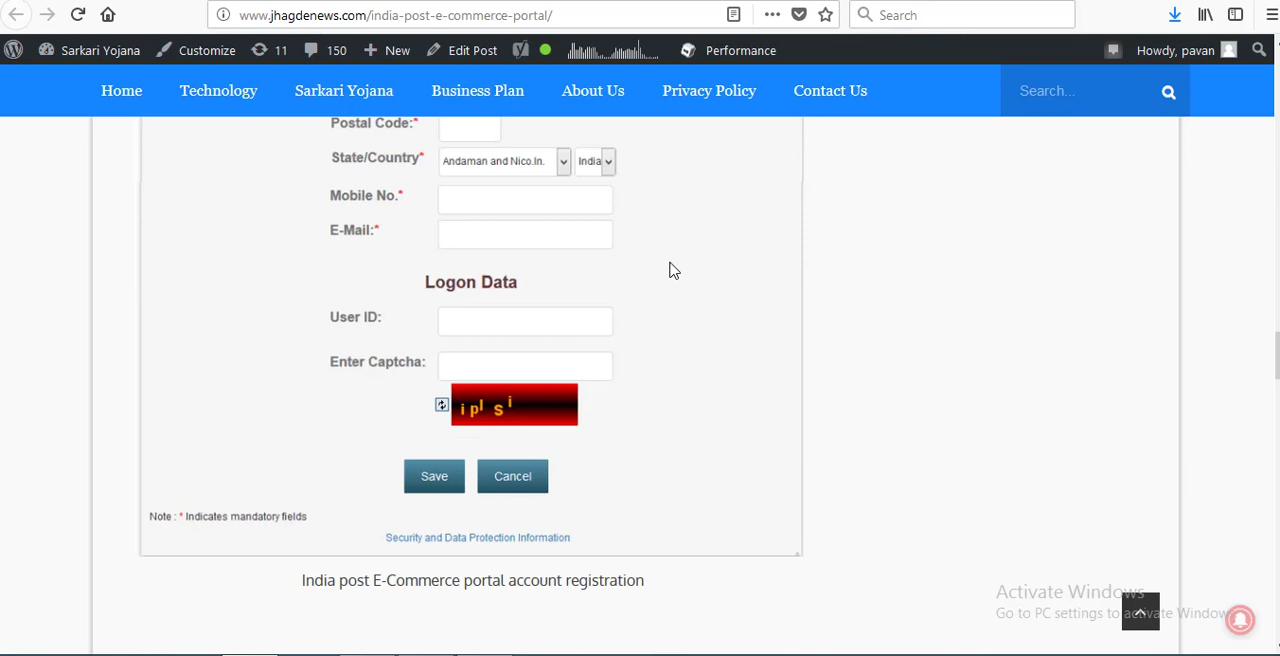 www.jhagdenews.com/india-post-e-commerce-portal/
Search
Sarkari Yojana Customize 11 150 New Edit Post Performance Howdy, pavan
Home Technology Sarkari Yojana Business Plan About Us Privacy Policy Contact Us Search...
Postal Code:*
State/Country* Andaman and Nico.In. India
Mobile No.*
E-Mail:*
Logon Data
User ID:
Enter Captcha:
i p l s i
Save Cancel
Note : * Indicates mandatory fields
Security and Data Protection Information
India post E-Commerce portal account registration
Activate Windows
Go to PC settings to activate Windows